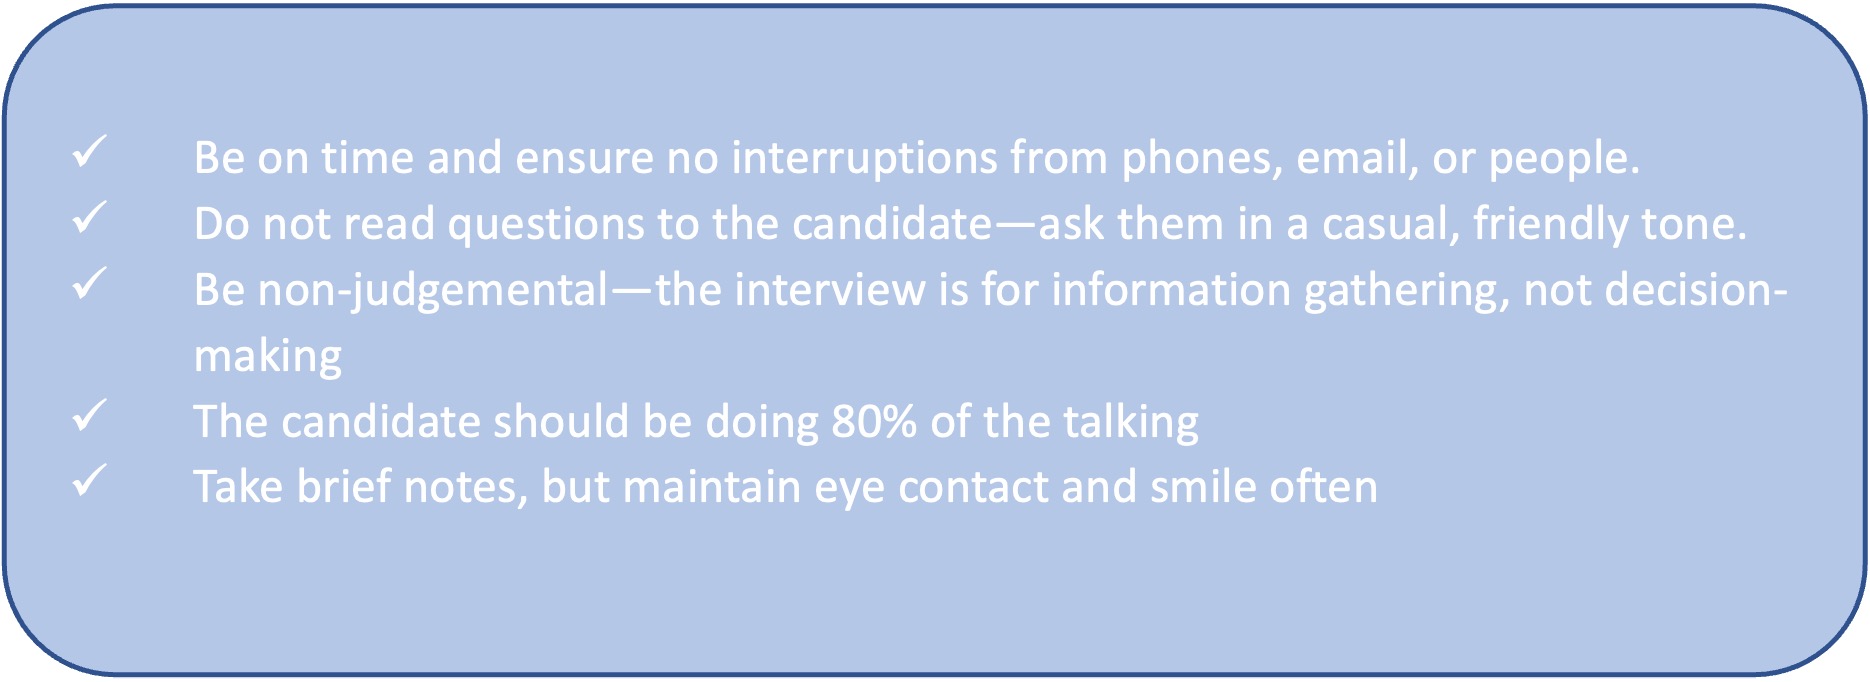 ✓ Be on time and ensure no interruptions from phones, email, or people.
✓ Do not read questions to the candidate—ask them in a casual, friendly tone.
✓ Be non-judgemental—the interview is for information gathering, not decision-
making
✓ The candidate should be doing 80% of the talking
✓ Take brief notes, but maintain eye contact and smile often